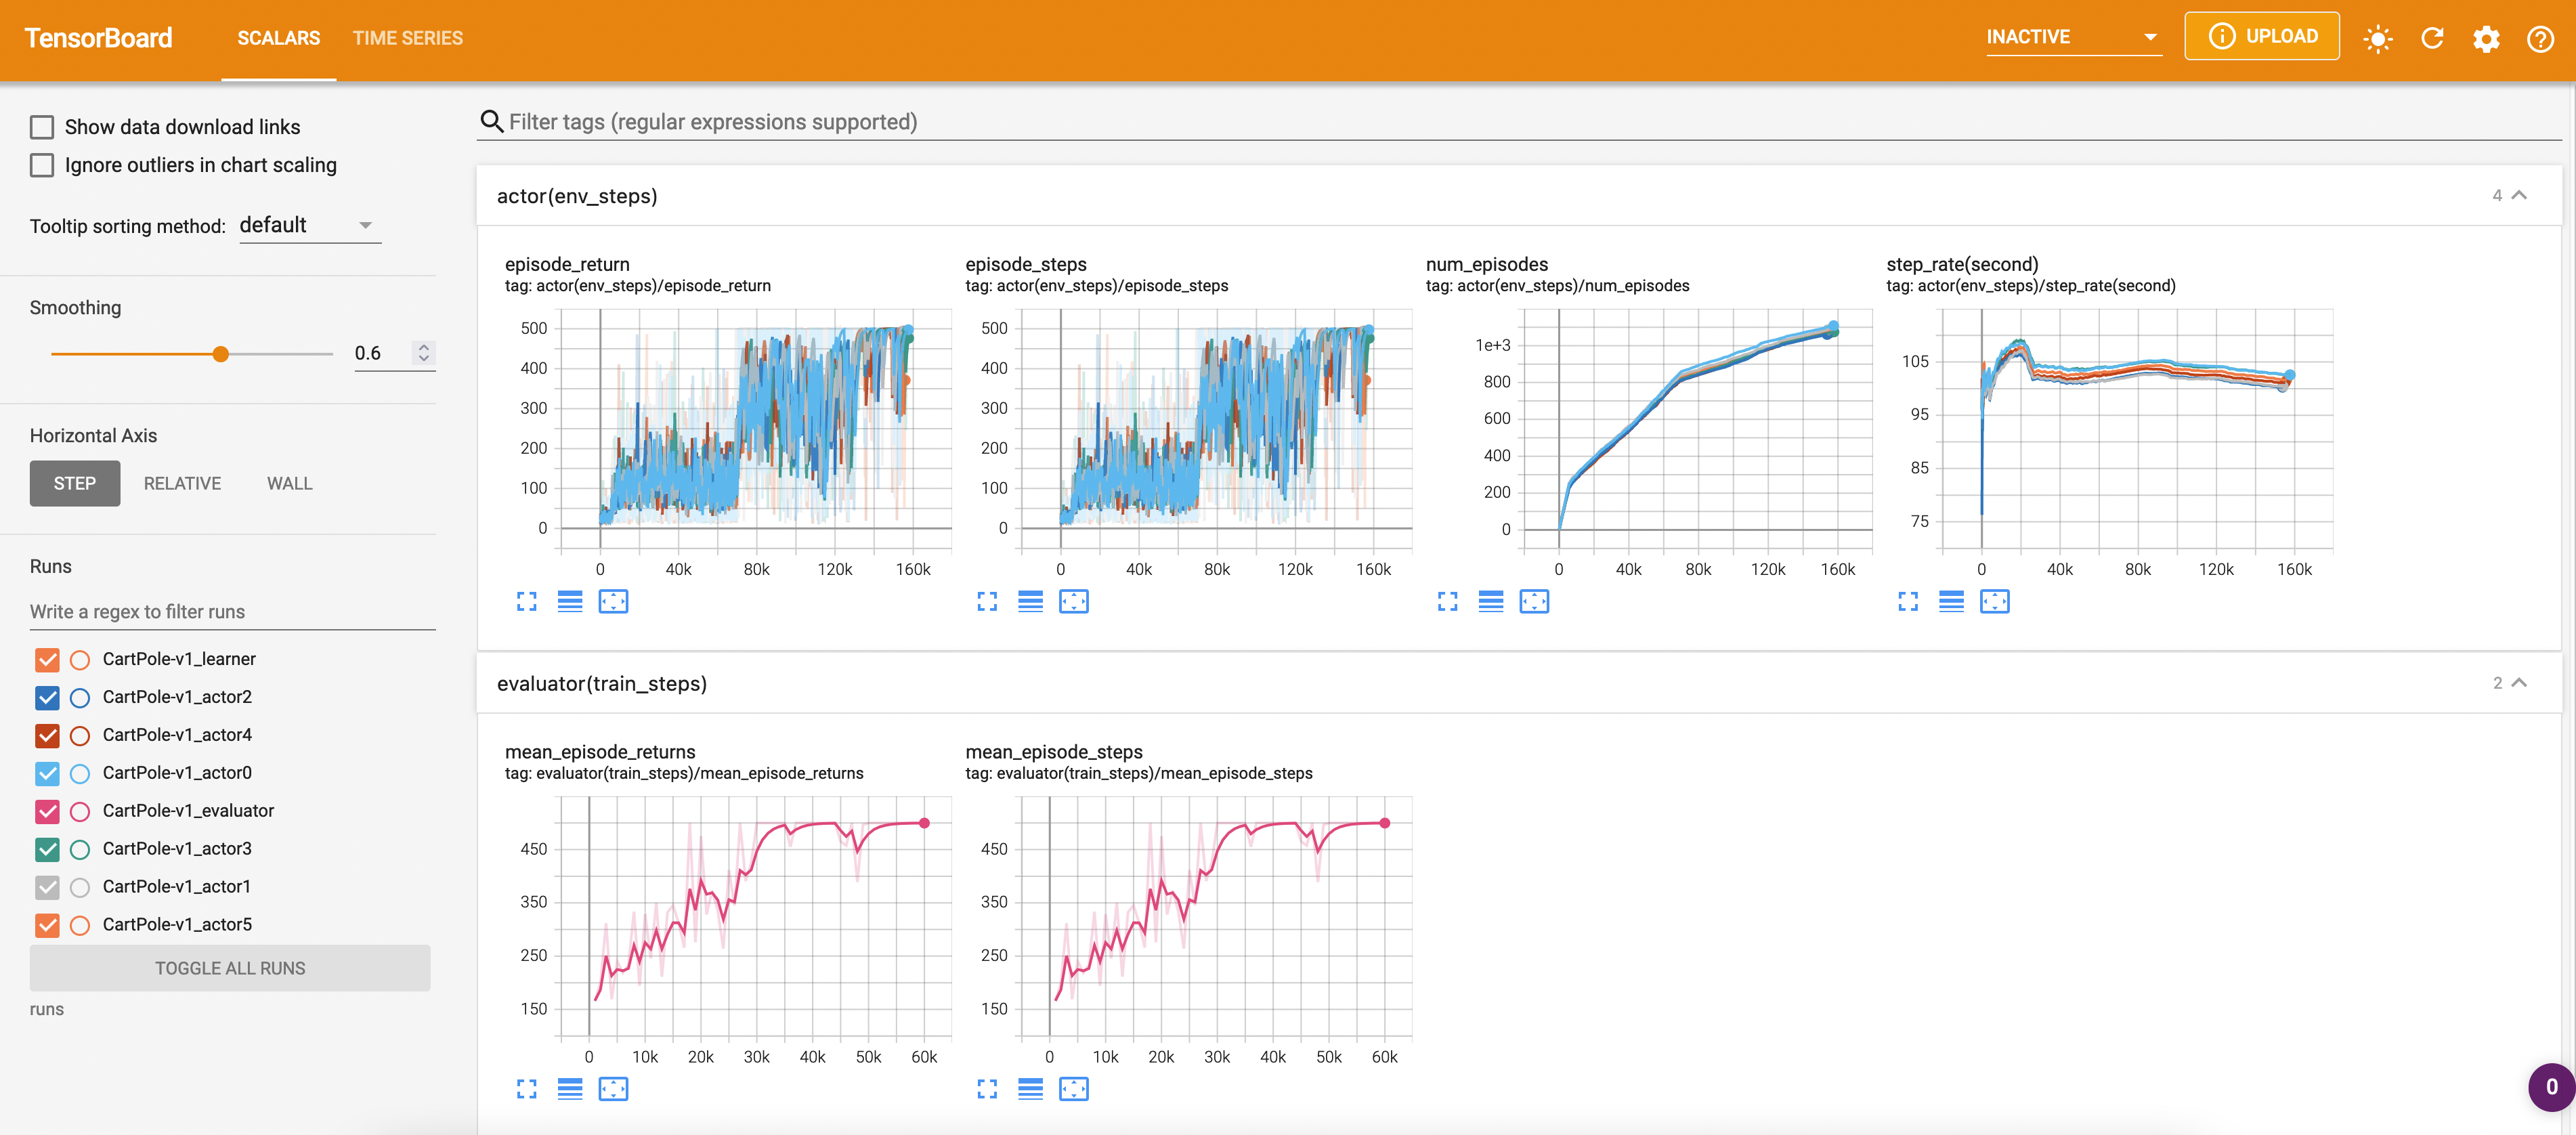 TensorBoard SCALARS TIME SERIES INACTIVE UPLOAD
Show data download links
Ignore outliers in chart scaling
Tooltip sorting method: default
Smoothing
0.6
Horizontal Axis
STEP RELATIVE WALL
Runs
Write a regex to filter runs
CartPole-v1_learner
CartPole-v1_actor2
CartPole-v1_actor4
CartPole-v1_actor0
CartPole-v1_evaluator
CartPole-v1_actor3
CartPole-v1_actor1
CartPole-v1_actor5
TOGGLE ALL RUNS
runs
Filter tags (regular expressions supported)
actor(env_steps) 4
episode_return
tag: actor(env_steps)/episode_return
500
400
300
200
100
0
0 40k 80k 120k 160k
episode_steps
tag: actor(env_steps)/episode_steps
500
400
300
200
100
0
0 40k 80k 120k 160k
num_episodes
tag: actor(env_steps)/num_episodes
1e+3
800
600
400
200
0
0 40k 80k 120k 160k
step_rate(second)
tag: actor(env_steps)/step_rate(second)
105
95
85
75
0 40k 80k 120k 160k
evaluator(train_steps) 2
mean_episode_returns
tag: evaluator(train_steps)/mean_episode_returns
450
350
250
150
0 10k 20k 30k 40k 50k 60k
mean_episode_steps
tag: evaluator(train_steps)/mean_episode_steps
450
350
250
150
0 10k 20k 30k 40k 50k 60k
0